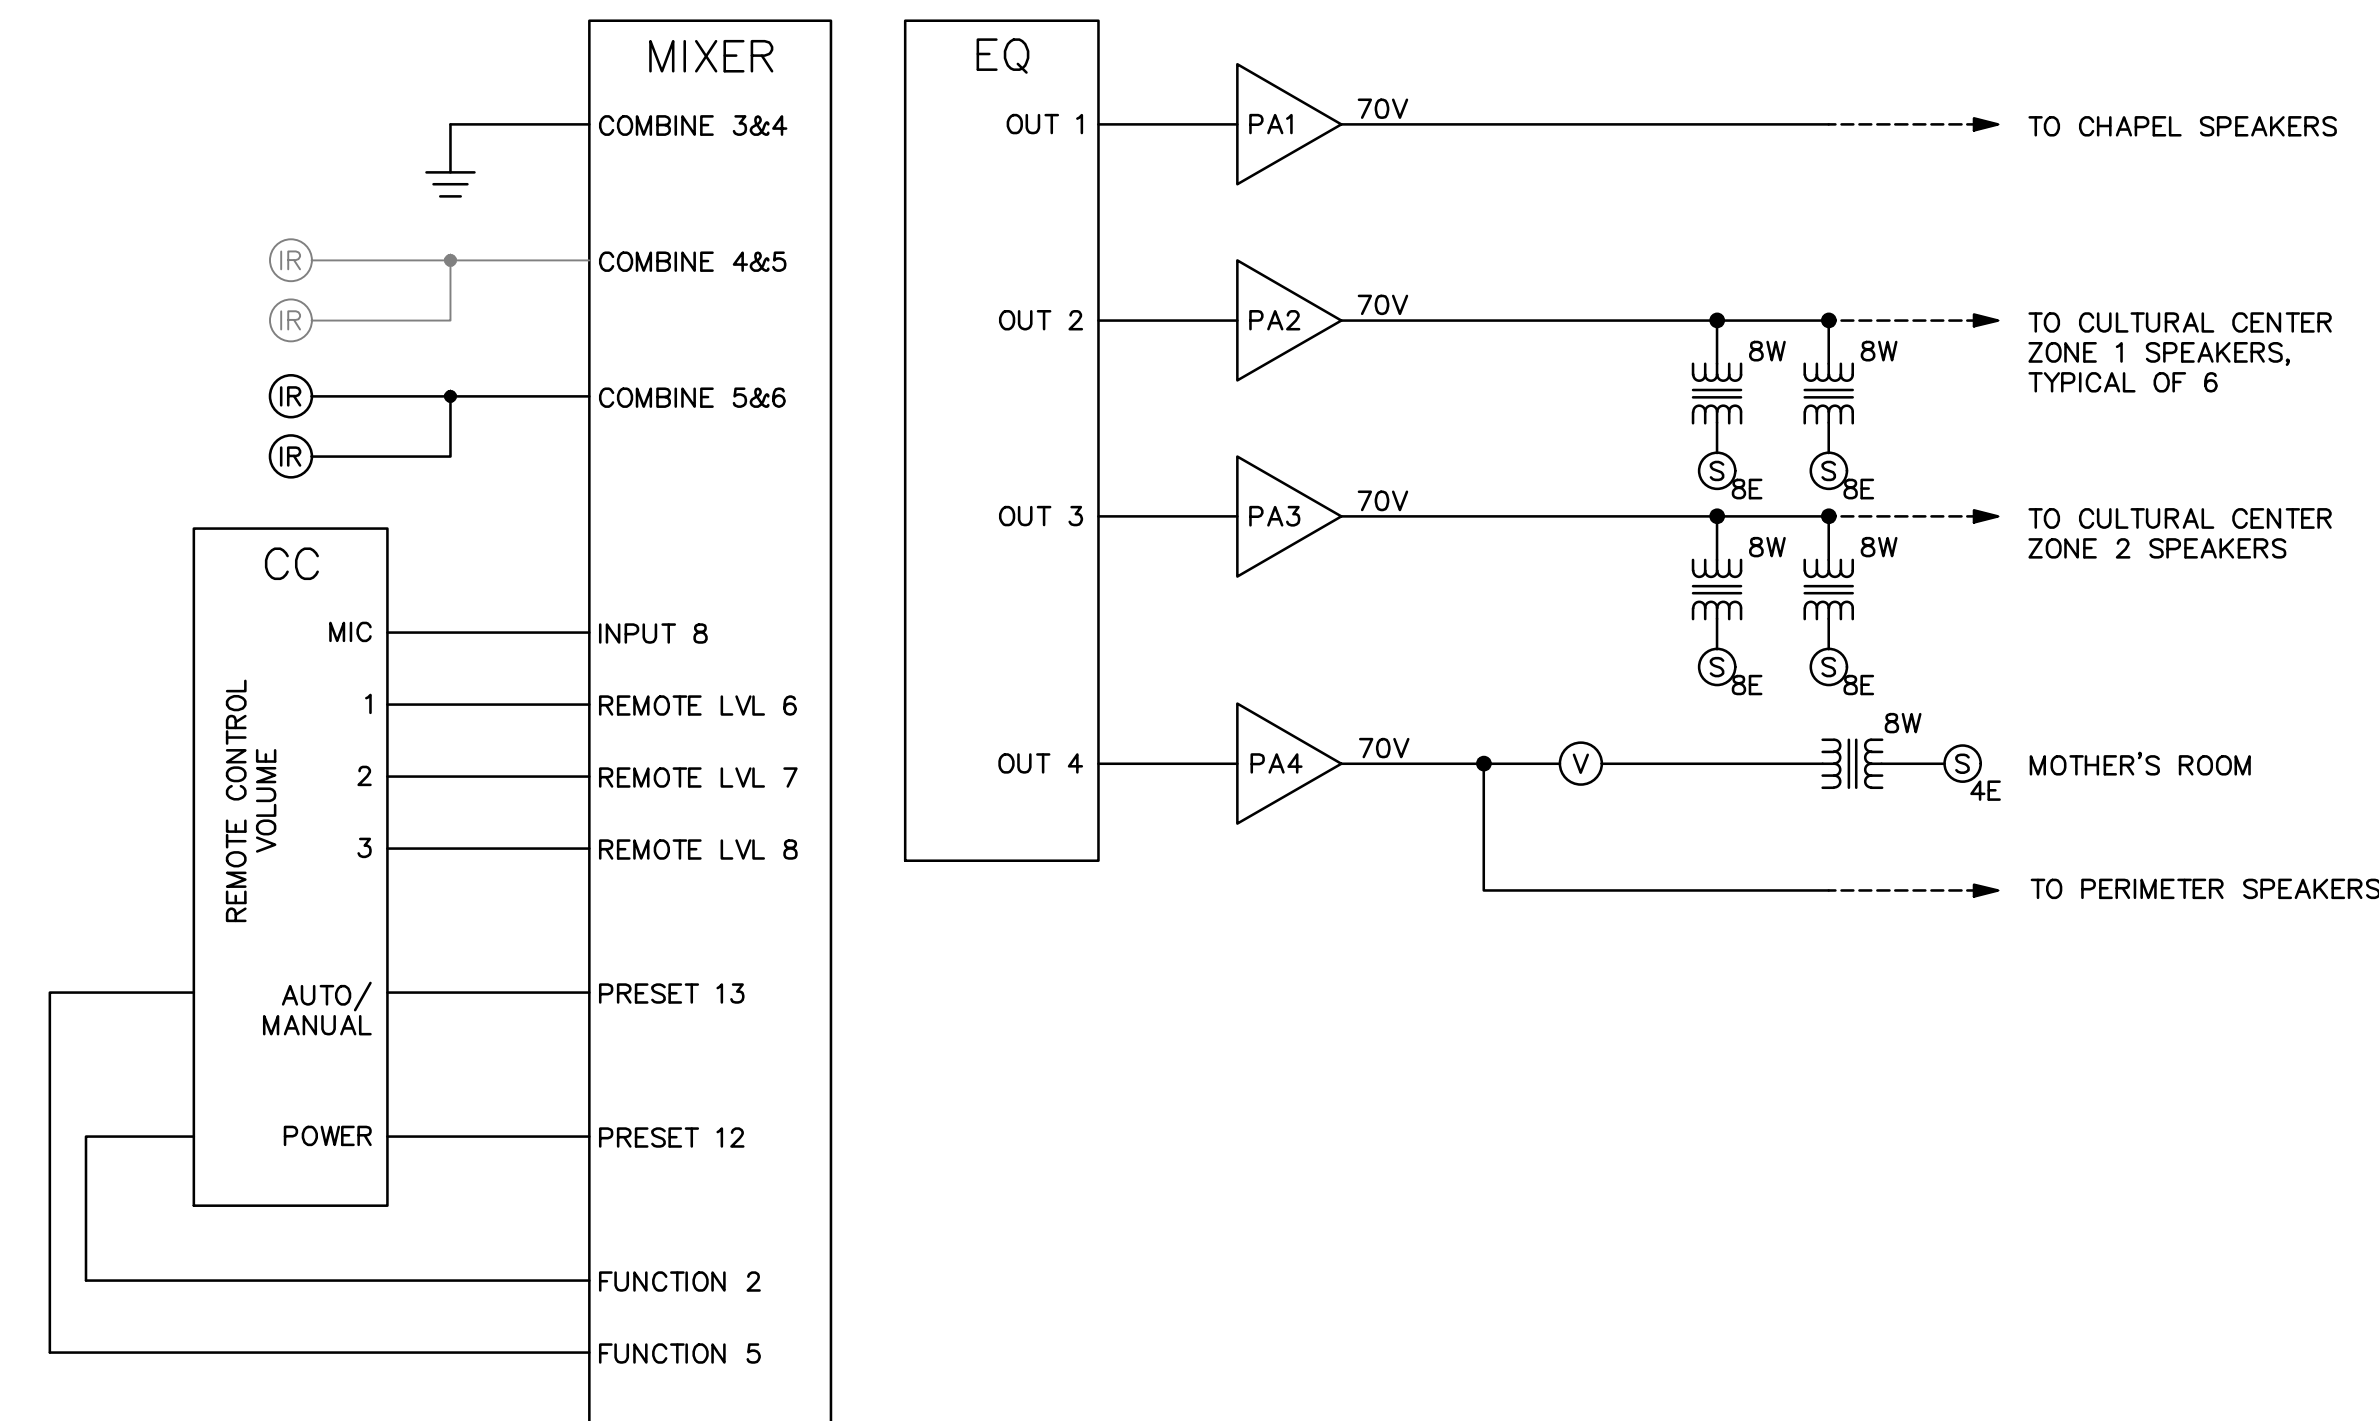 MIXER
COMBINE 3&4
IR
COMBINE 4&5
IR
IR
COMBINE 5&6
IR
CC
REMOTE CONTROL
VOLUME
MIC
INPUT 8
1
REMOTE LVL 6
2
REMOTE LVL 7
3
REMOTE LVL 8
AUTO/
MANUAL
PRESET 13
POWER
PRESET 12
FUNCTION 2
FUNCTION 5
EQ
OUT 1
PA1
70V
TO CHAPEL SPEAKERS
OUT 2
PA2
70V
8W
8W
S
8E
S
8E
TO CULTURAL CENTER
ZONE 1 SPEAKERS,
TYPICAL OF 6
OUT 3
PA3
70V
8W
8W
S
8E
S
8E
TO CULTURAL CENTER
ZONE 2 SPEAKERS
OUT 4
PA4
70V
V
8W
S
4E
MOTHER'S ROOM
TO PERIMETER SPEAKERS